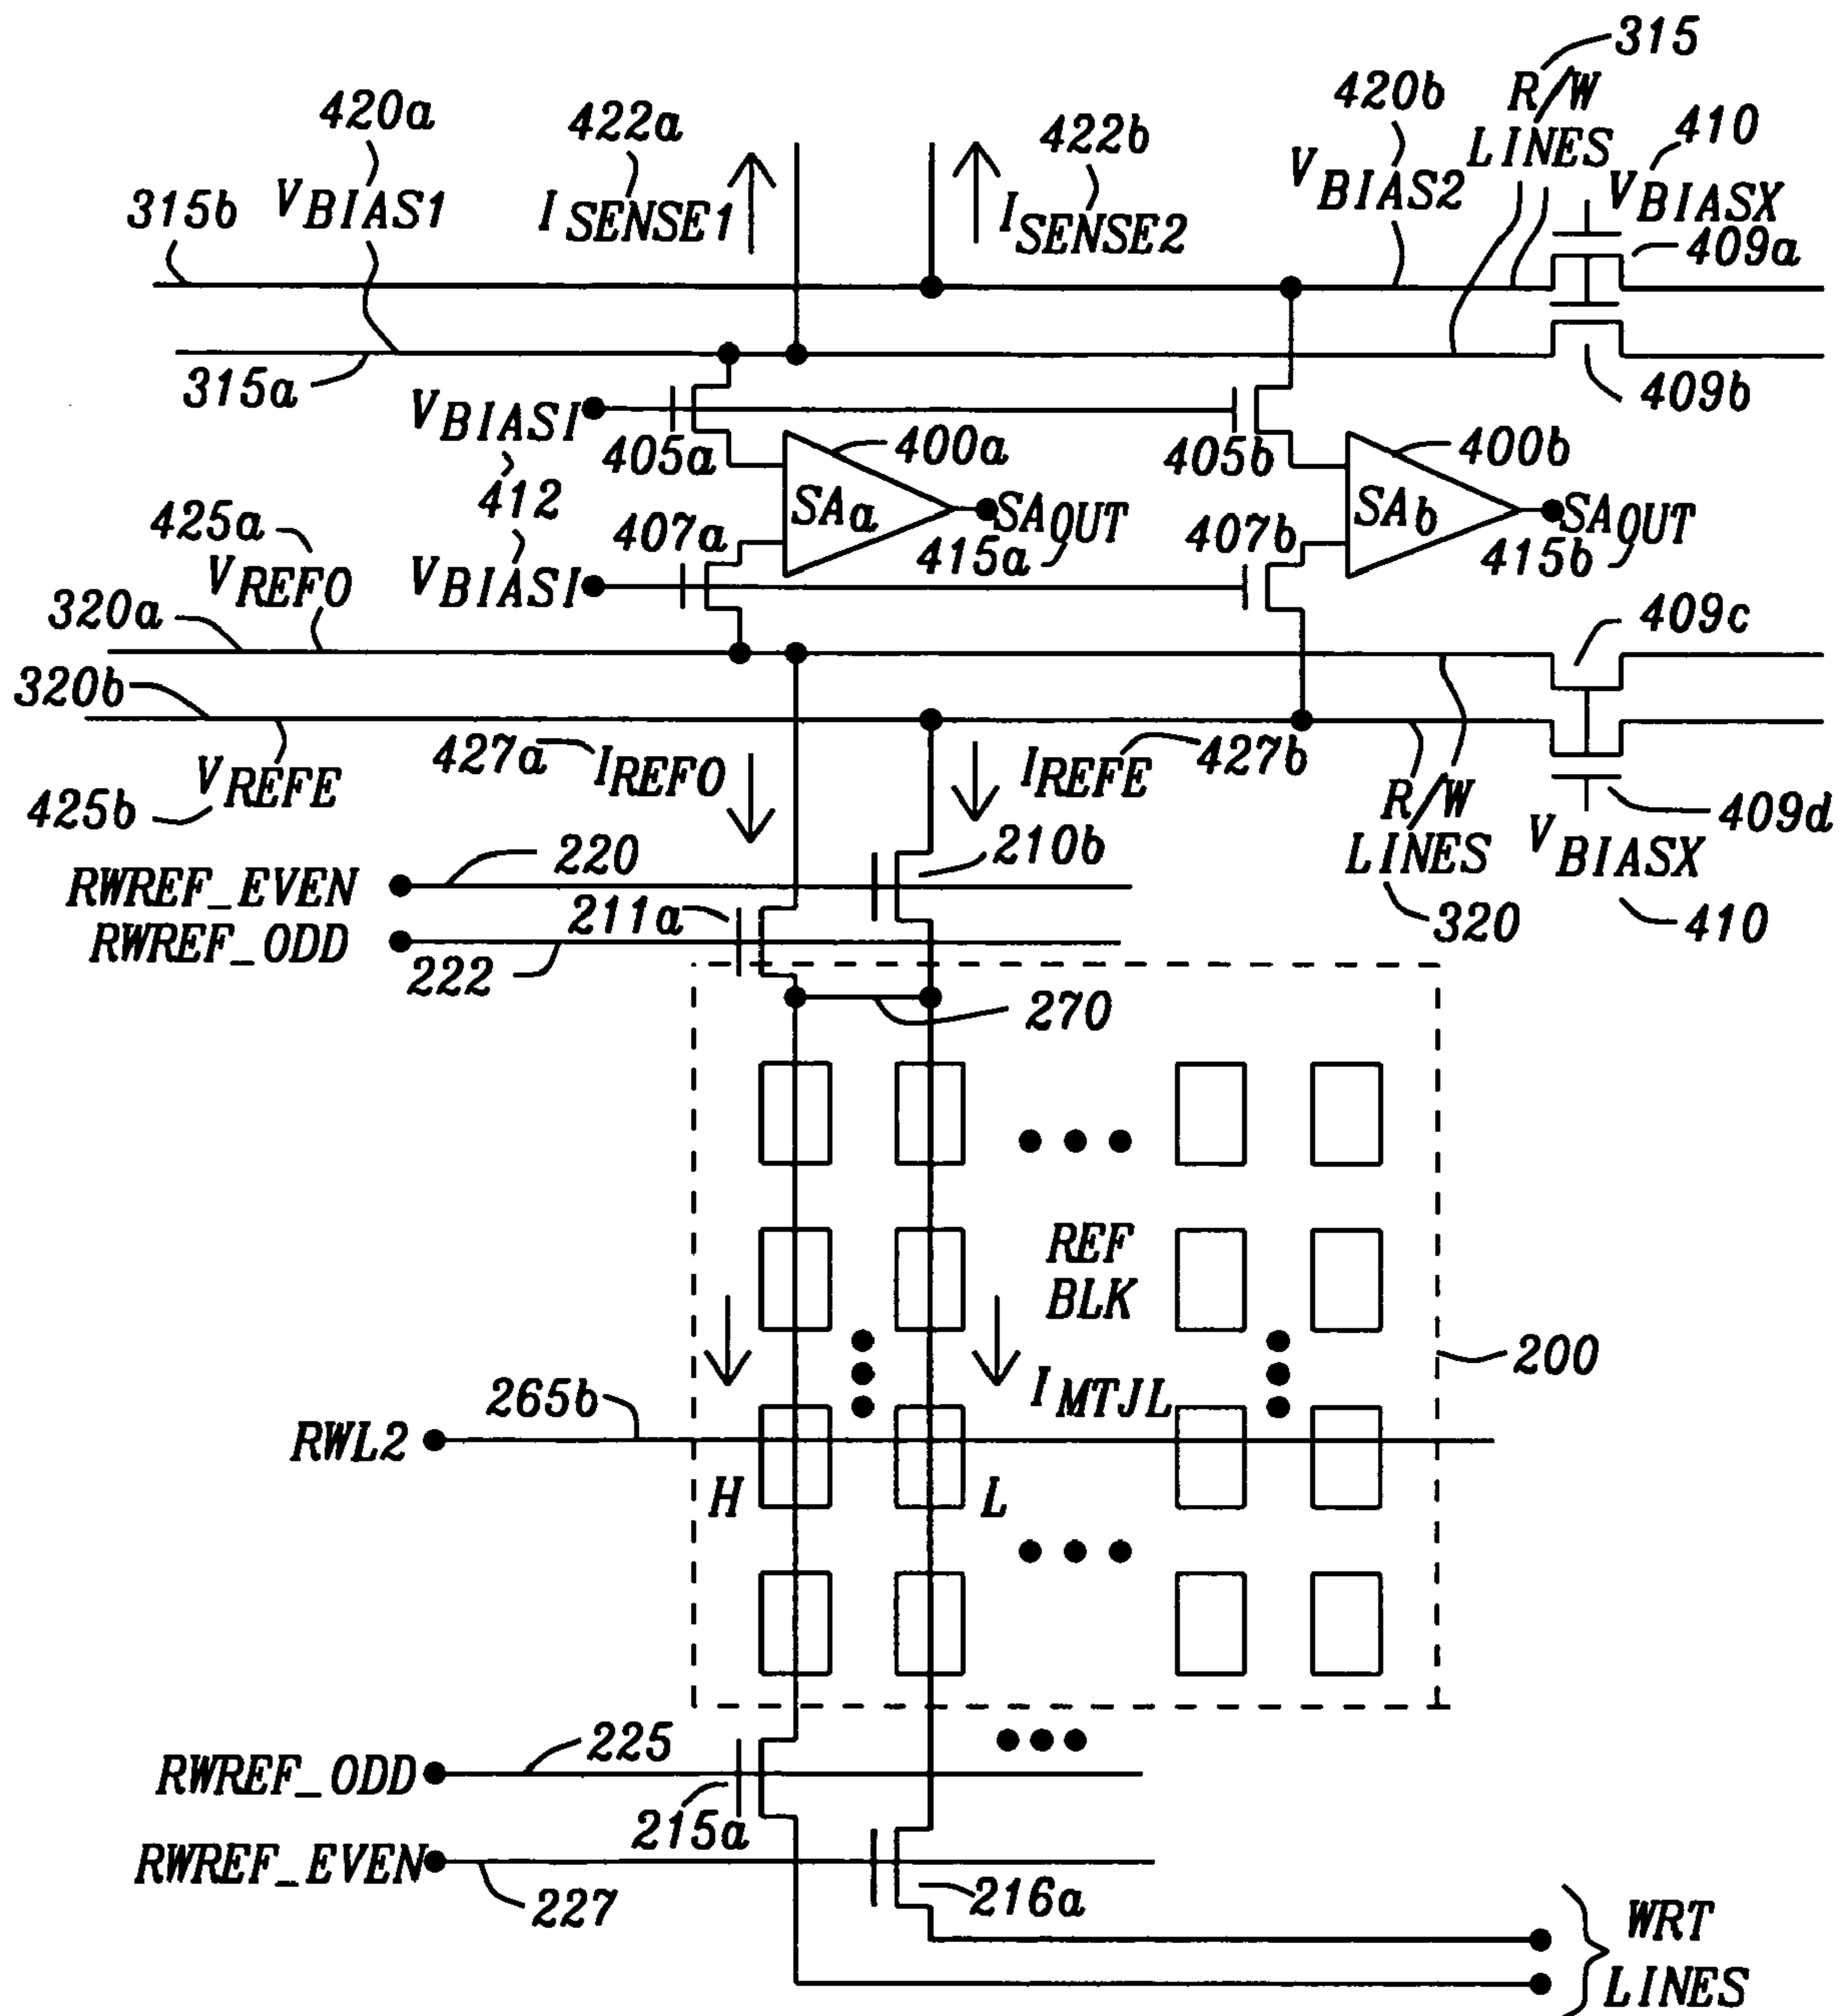 315
R/W
LINES
420a
422a
422b
420b
410
VBIAS1
ISENSE1
ISENSE2
VBIAS2
VBIASX
315b
409a
315a
409b
VBIASI
405a
400a
405b
400b
412
SAa
SAOUT
SAb
SAOUT
425a
407a
415a
407b
415b
VREFO
VBIASI
320a
409c
320b
427a
IREFO
IREFE
427b
VREFE
425b
R/W
LINES
320
409d
VBIASX
410
220
210b
RWREF_EVEN
211a
RWREF_ODD
222
270
REF
BLK
200
IMTJL
265b
RWL2
H
L
225
RWREF_ODD
215a
RWREF_EVEN
227
216a
WRT
LINES